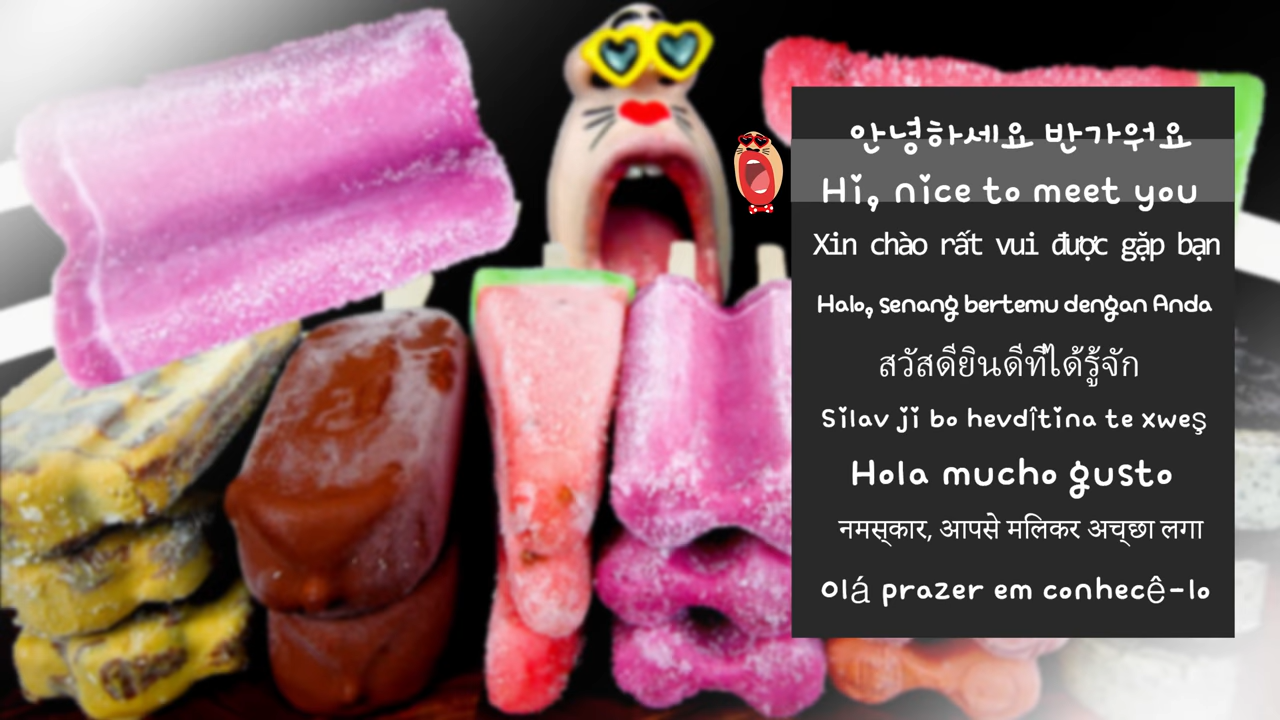 안녕하세요 반가워요
Hi, nice to meet you
Xin chào rất vui được gặp bạn
Halo, senang bertemu dengan Anda
สวัสดียินดีที่ได้รู้จัก
Silav ji bo hevdîtina te xweş
Hola mucho gusto
नमस्कार, आपसे मलिकर अच्छा लगा
Olá prazer em conhecê-lo